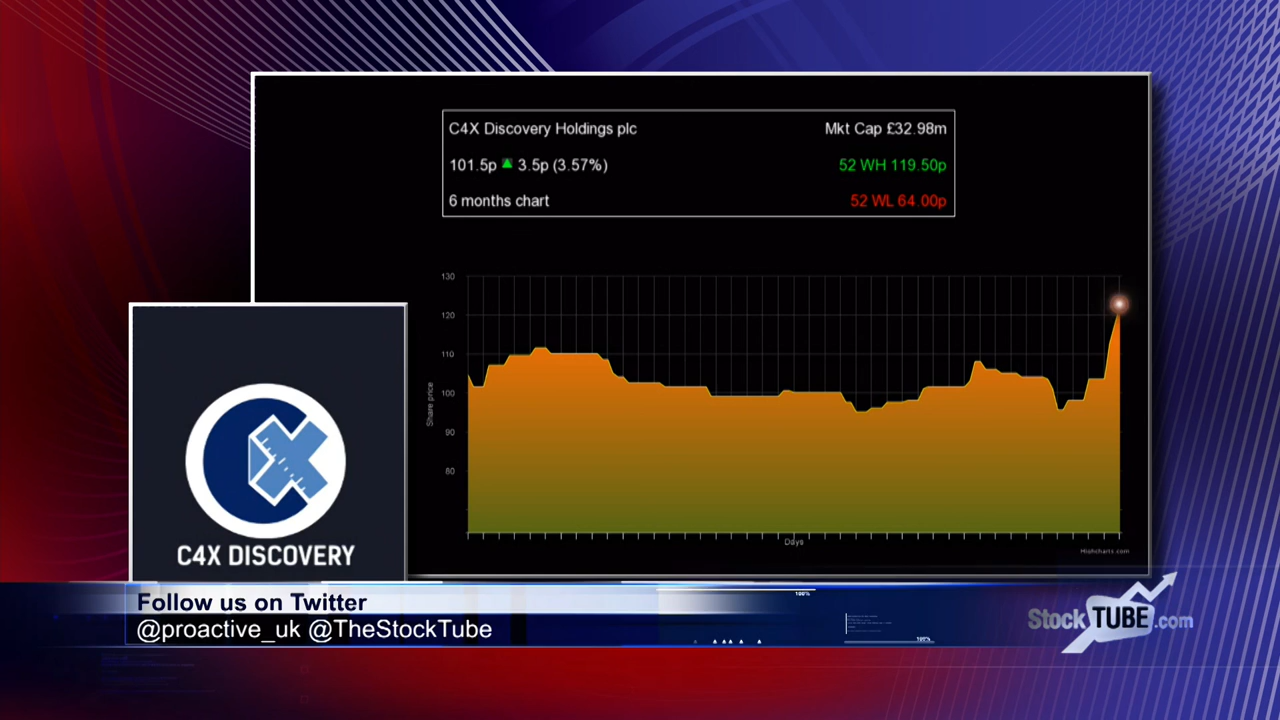 C4X Discovery Holdings plc
Mkt Cap £32.98m
101.5p ▲ 3.5p (3.57%)
52 WH 119.50p
6 months chart
52 WL 64.00p
130
120
110
100
90
80
Share price
Days
Highcharts.com
C4X DISCOVERY
Follow us on Twitter
@proactive_uk @TheStockTube
100%
100%
StockTUBE.com